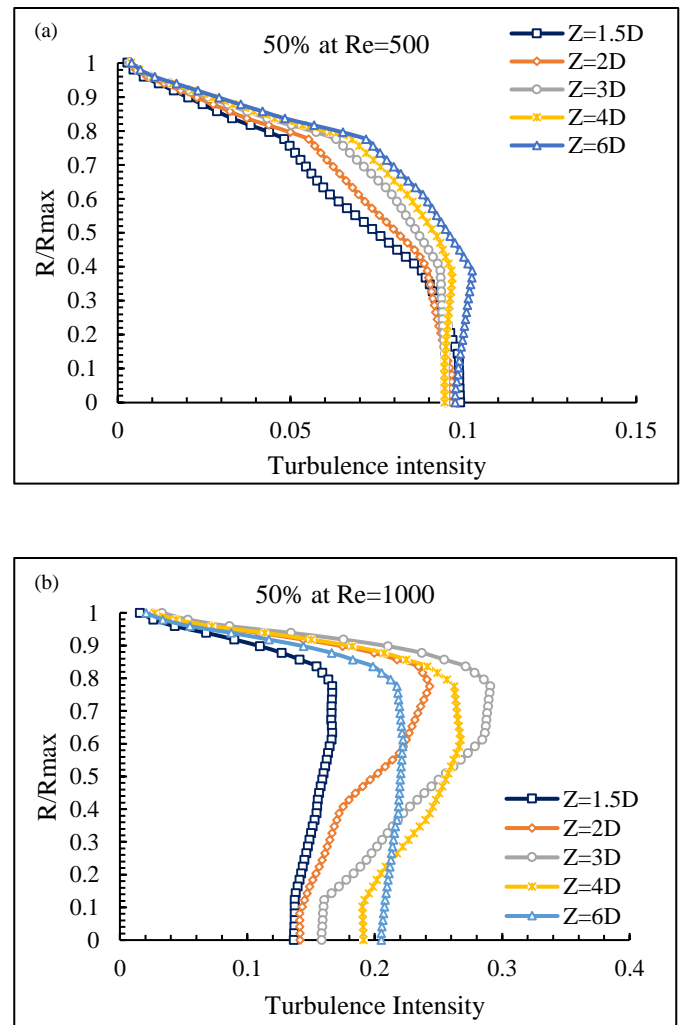 (a)
50% at Re=500
Z=1.5D
Z=2D
Z=3D
Z=4D
Z=6D
R/Rmax
1
0.9
0.8
0.7
0.6
0.5
0.4
0.3
0.2
0.1
0
0 0.05 0.1 0.15
Turbulence intensity
(b)
50% at Re=1000
R/Rmax
1
0.9
0.8
0.7
0.6
0.5
0.4
0.3
0.2
0.1
0
Z=1.5D
Z=2D
Z=3D
Z=4D
Z=6D
0 0.1 0.2 0.3 0.4
Turbulence Intensity